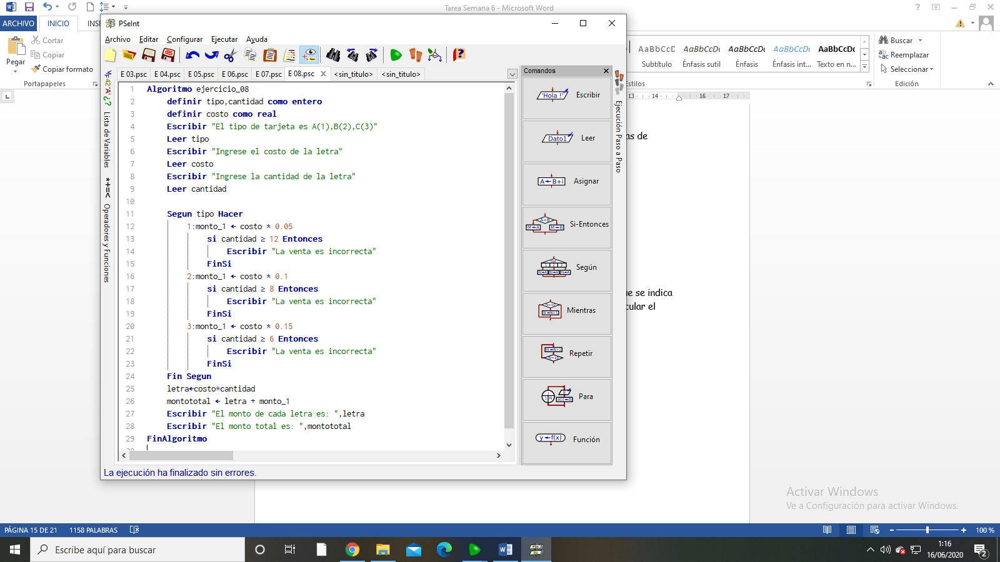 Tarea Semana 6 - Microsoft Word
ARCHIVO
INICIO
INSE
Pegar
Cortar
Copiar
Copiar formato
Portapapeles
PSeInt
Archivo Editar Configurar Ejecutar Ayuda
E 03.psc E 04.psc E 05.psc E 06.psc E 07.psc E 08.psc <sin_titulo> <sin_titulo>
Lista de Variables
Operadores y Funciones
1 Algoritmo ejercicio_08
2 definir tipo,cantidad como entero
3 definir costo como real
4 Escribir "El tipo de tarjeta es A(1),B(2),C(3)"
5 Leer tipo
6 Escribir "Ingrese el costo de la letra"
7 Leer costo
8 Escribir "Ingrese la cantidad de la letra"
9 Leer cantidad
10
11 Segun tipo Hacer
12 1:monto_1 ← costo * 0.05
13 si cantidad ≥ 12 Entonces
14 Escribir "La venta es incorrecta"
15 FinSi
16 2:monto_1 ← costo * 0.1
17 si cantidad ≥ 8 Entonces
18 Escribir "La venta es incorrecta"
19 FinSi
20 3:monto_1 ← costo * 0.15
21 si cantidad ≥ 6 Entonces
22 Escribir "La venta es incorrecta"
23 FinSi
24 Fin Segun
25 letra←costo*cantidad
26 montototal ← letra + monto_1
27 Escribir "El monto de cada letra es: ",letra
28 Escribir "El monto total es: ",montototal
29 FinAlgoritmo
La ejecución ha finalizado sin errores.
Comandos
'Hola !' Escribir
Dato1 Leer
A←B+i Asignar
A>B Si-Entonces
Según
Mientras
Repetir
Para
y←f(x) Función
Ejecución Paso a Paso
AaBbCcD AaBbCcDc AaBbCcDc AaBbCcDc AaBbCcDc
Subtítulo Énfasis sutil Énfasis Énfasis int... Texto en n...
stilos
Buscar
Reemplazar
Seleccionar
Edición
13 14 16 17
as de
ue se indica
cular el
Activar Windows
Ve a Configuración para activar Windows.
PÁGINA 15 DE 21 1158 PALABRAS
100 %
Escribe aquí para buscar
1:16
16/06/2020
2